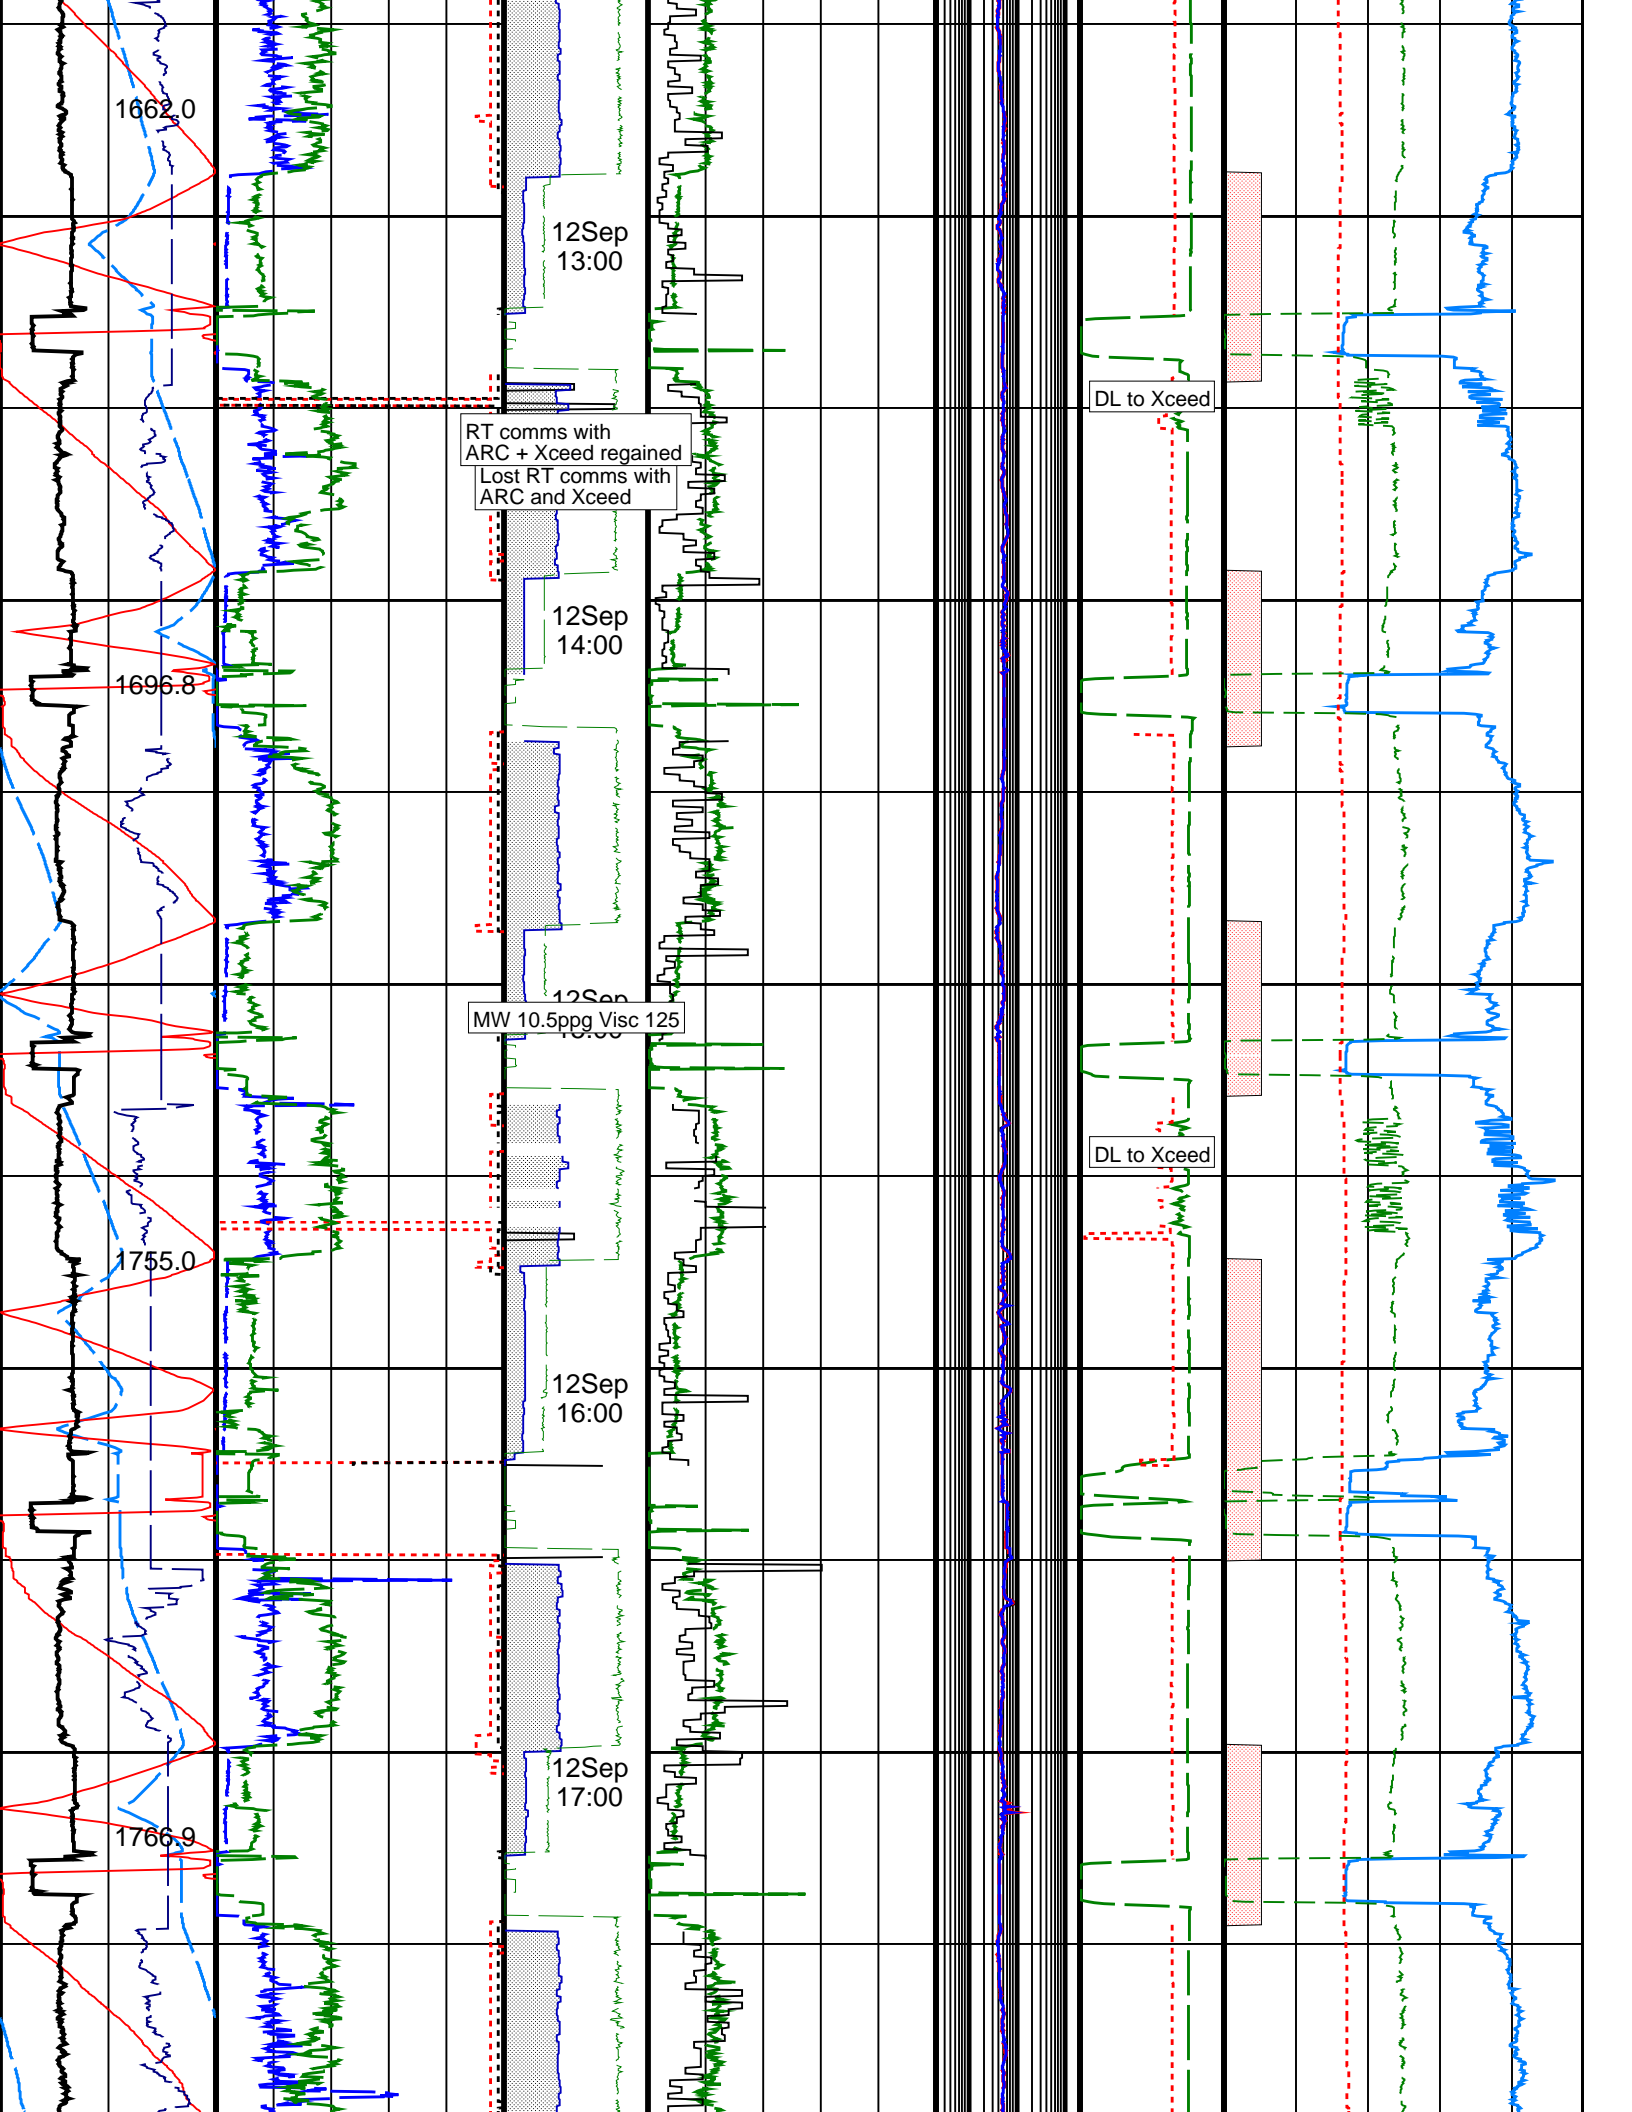 1662.0
12Sep
13:00
DL to Xceed
RT comms with
ARC + Xceed regained
Lost RT comms with
ARC and Xceed
12Sep
14:00
1696.8
12Sep
MW 10.5ppg Visc 125
DL to Xceed
1755.0
12Sep
16:00
12Sep
17:00
1766.9